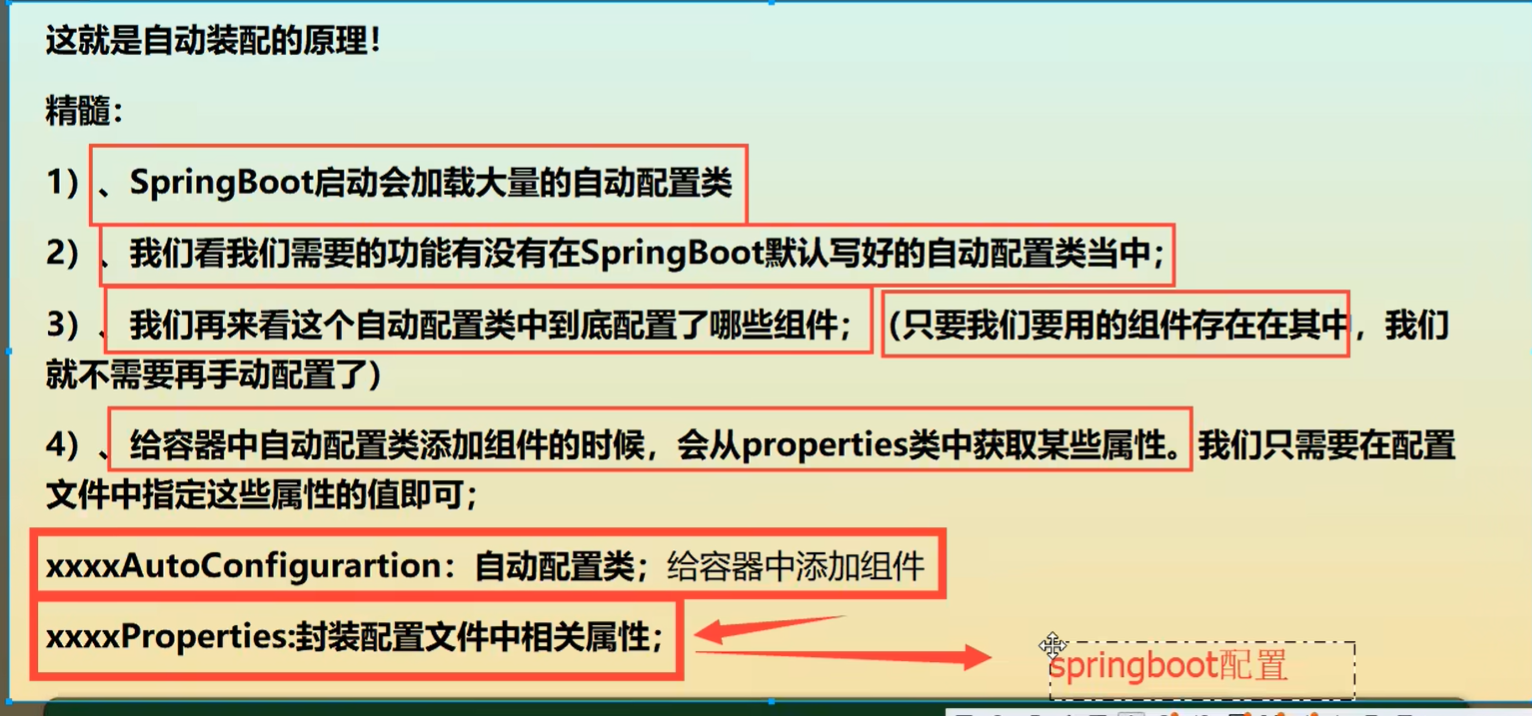 这就是自动装配的原理！
精髓：
1）、SpringBoot启动会加载大量的自动配置类
2）、我们看我们需要的功能有没有在SpringBoot默认写好的自动配置类当中；
3）、我们再来看这个自动配置类中到底配置了哪些组件；（只要我们要用的组件存在在其中，我们
就不需要再手动配置了）
4）、给容器中自动配置类添加组件的时候，会从properties类中获取某些属性。我们只需要在配置
文件中指定这些属性的值即可；
xxxxAutoConfigurartion：自动配置类；给容器中添加组件
xxxxProperties:封装配置文件中相关属性；
springboot配置